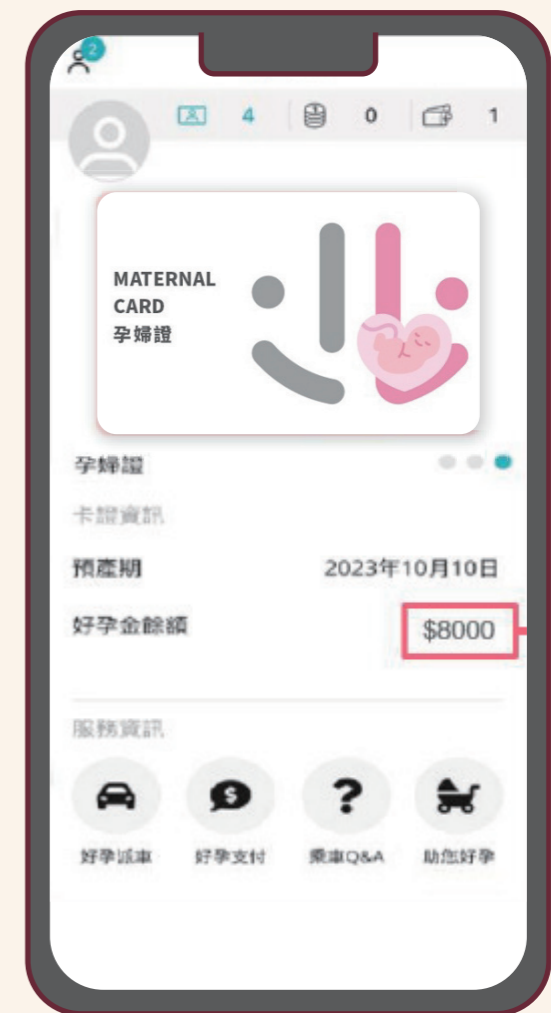 2
4 0 1
MATERNAL
CARD
孕婦證
孕婦證
卡證資訊
預產期 2023年10月10日
好孕金餘額 $8000
服務資訊
好孕派車 好孕支付 乘車Q&A 助您好孕